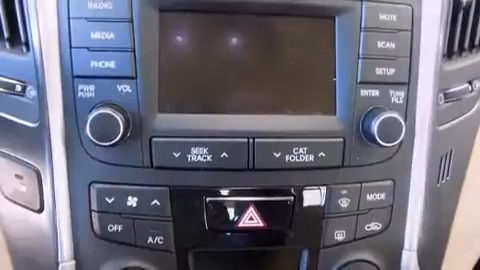 RADIO
MEDIA
PHONE
PWR
PUSH
VOL
MUTE
SCAN
SETUP
ENTER
TUNE
FILE
SEEK
TRACK
CAT
FOLDER
MODE
OFF
A/C